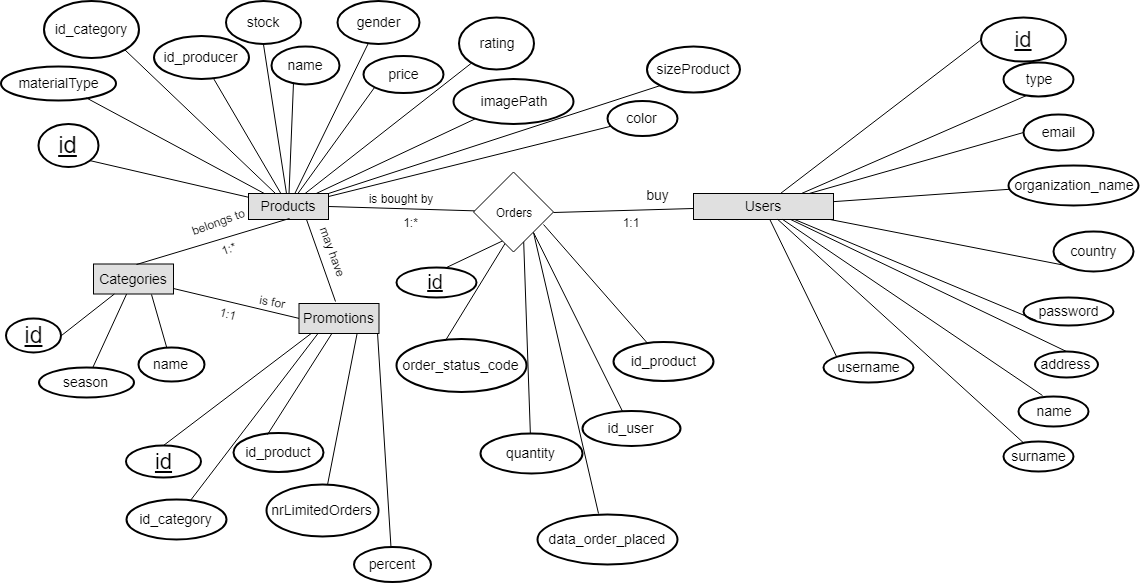 id_category
stock
gender
rating
id_producer
name
price
sizeProduct
materialType
imagePath
color
id
id
type
email
organization_name
country
password
address
name
surname
username
Products
is bought by
1:*
Orders
buy
1:1
Users
belongs to
1:*
may have
Categories
is for
1:1
Promotions
id
season
name
id
order_status_code
id_product
id_user
quantity
data_order_placed
id
id_product
id_category
nrLimitedOrders
percent